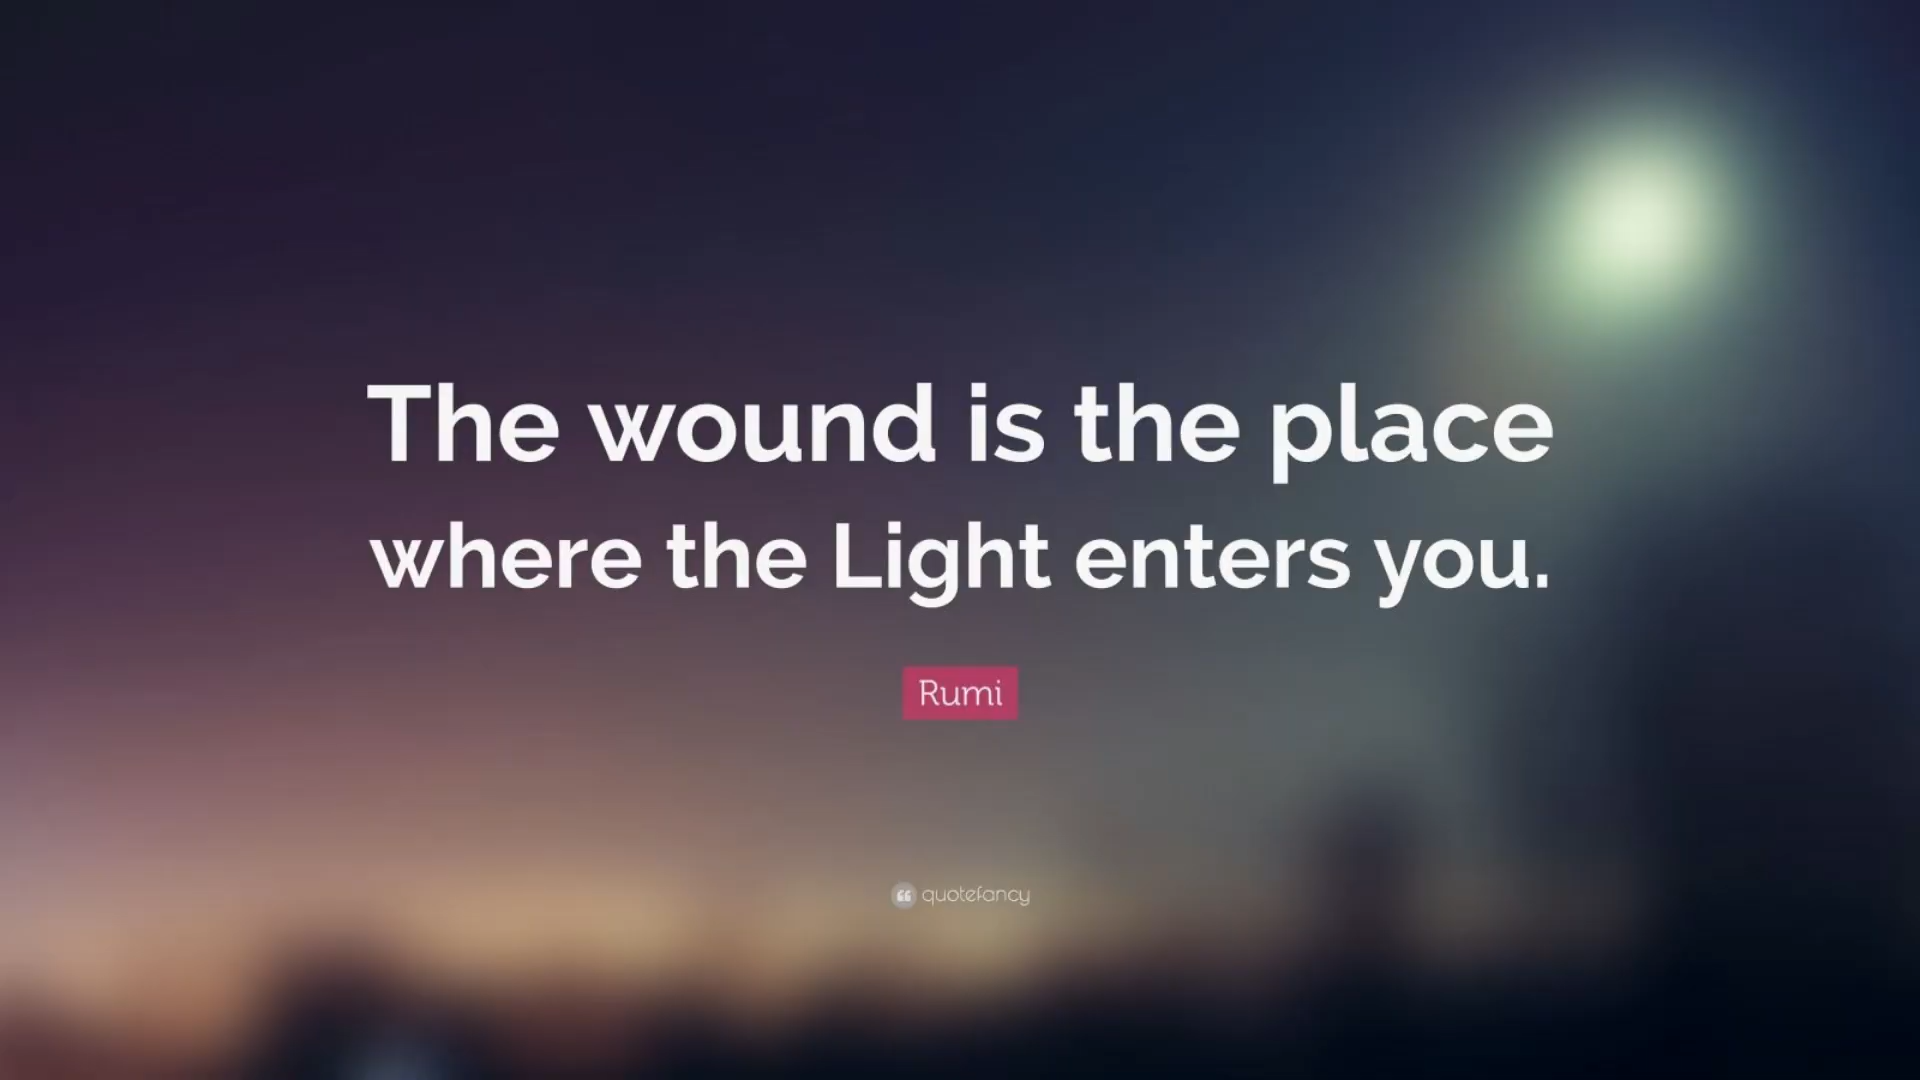 The wound is the place
where the Light enters you.
Rumi
quotefancy